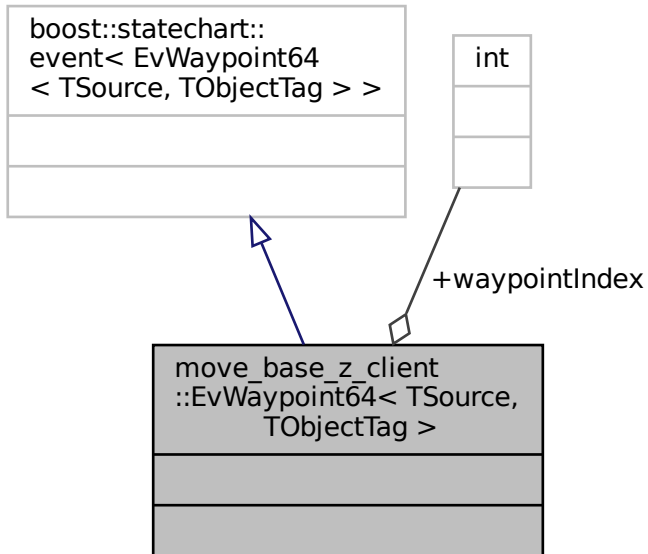 boost::statechart::
event< EvWaypoint64
< TSource, TObjectTag > >
int
+waypointIndex
move_base_z_client
::EvWaypoint64< TSource,
TObjectTag >